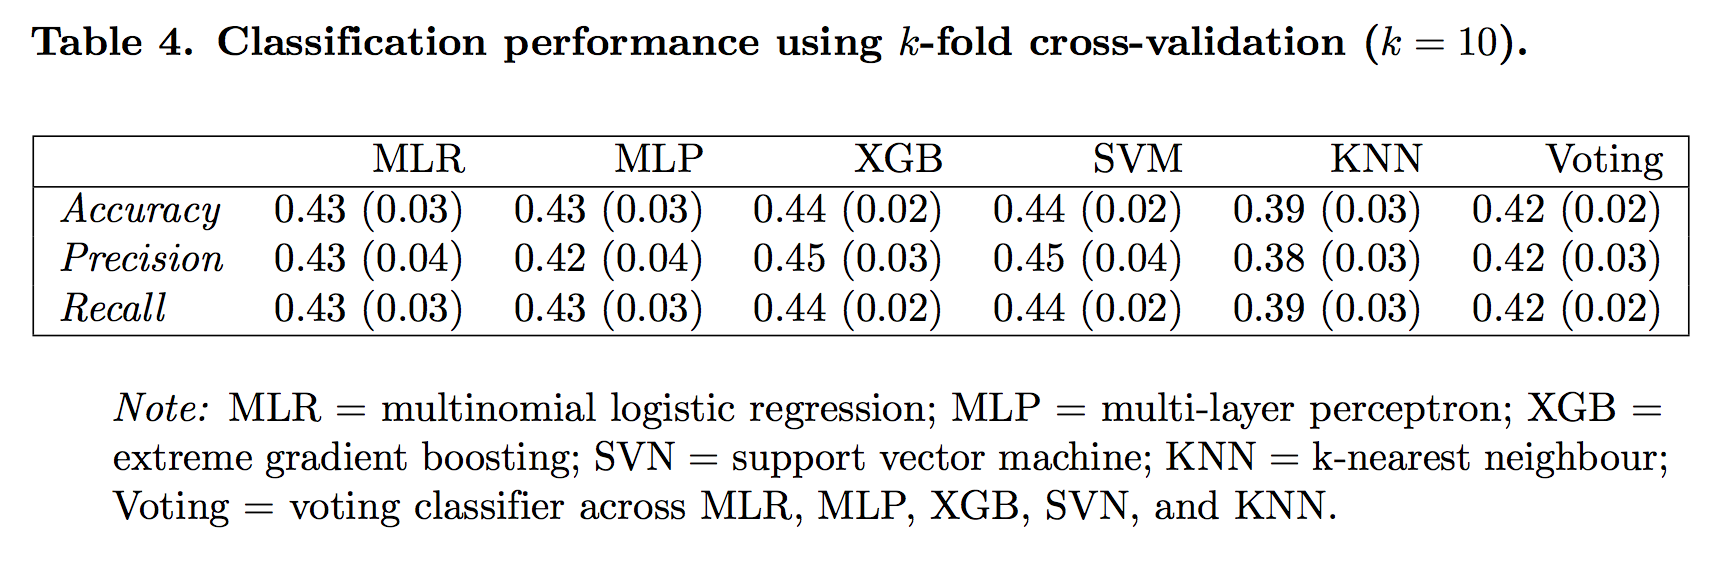 Table 4. Classification performance using k-fold cross-validation (k = 10).
MLR MLP XGB SVM KNN Voting
Accuracy 0.43 (0.03) 0.43 (0.03) 0.44 (0.02) 0.44 (0.02) 0.39 (0.03) 0.42 (0.02)
Precision 0.43 (0.04) 0.42 (0.04) 0.45 (0.03) 0.45 (0.04) 0.38 (0.03) 0.42 (0.03)
Recall 0.43 (0.03) 0.43 (0.03) 0.44 (0.02) 0.44 (0.02) 0.39 (0.03) 0.42 (0.02)
Note: MLR = multinomial logistic regression; MLP = multi-layer perceptron; XGB =
extreme gradient boosting; SVN = support vector machine; KNN = k-nearest neighbour;
Voting = voting classifier across MLR, MLP, XGB, SVN, and KNN.